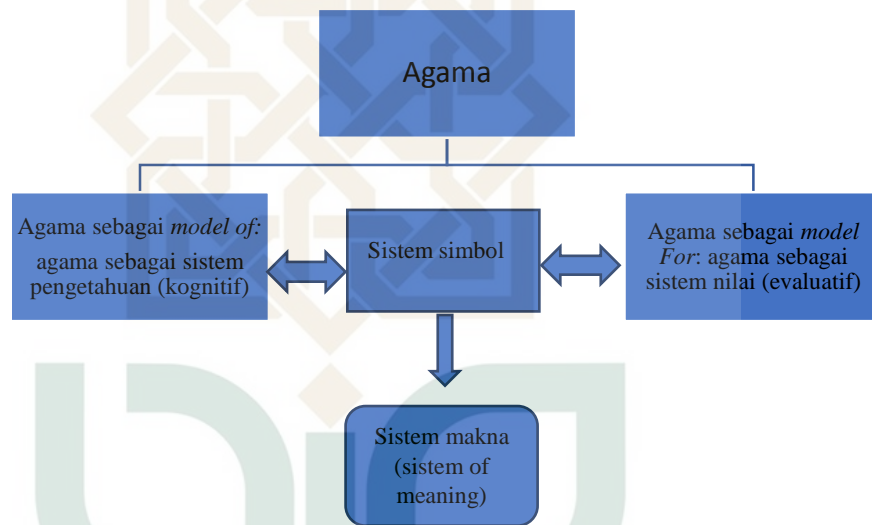 Agama
Agama sebagai model of:
agama sebagai sistem
pengetahuan (kognitif)
Sistem simbol
Agama sebagai model
For: agama sebagai
sistem nilai (evaluatif)
Sistem makna
(sistem of
meaning)